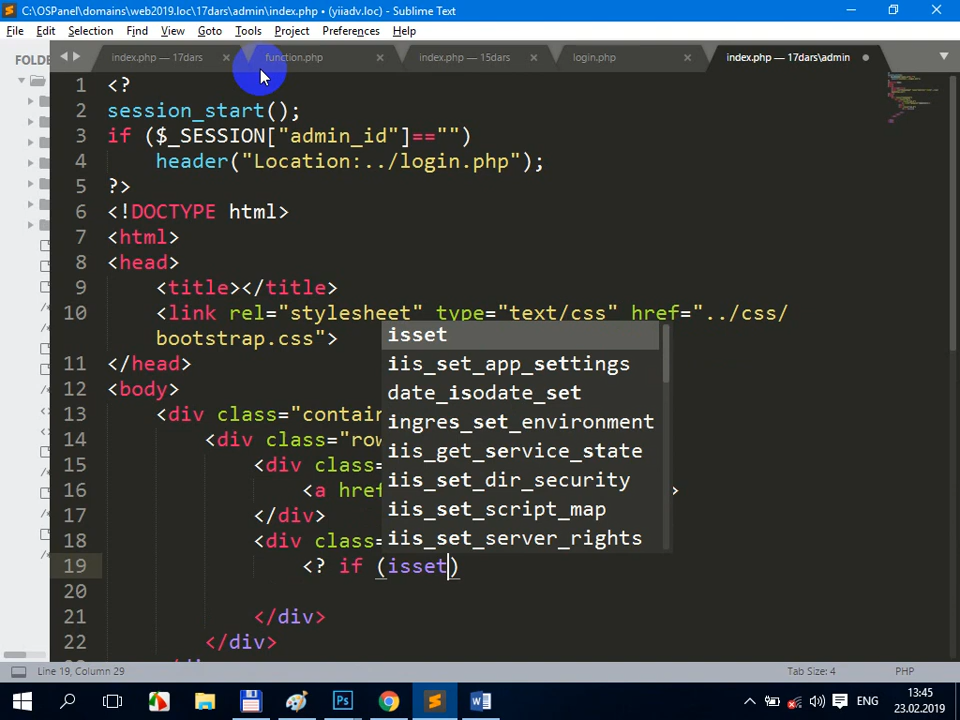 C:\OSPanel\domains\web2019.loc\17dars\admin\index.php • (yiiadv.loc) - Sublime Text
File Edit Selection Find View Goto Tools Project Preferences Help
FOLD
index.php — 17dars
function.php
index.php — 15dars
login.php
index.php — 17dars\admin
1 <?
2 session_start();
3 if ($_SESSION["admin_id"]=="")
4 header("Location:../login.php");
5 ?>
6 <!DOCTYPE html>
7 <html>
8 <head>
9 <title></title>
10 <link rel="stylesheet" type="text/css" href="../css/
bootstrap.css">
11 </head>
12 <body>
13 <div class="contain
14 <div class="row
15 <div class=
16 <a href >
17 </div>
18 <div class=
19 <? if (isset)
20
21 </div>
22 </div>
isset
iis_set_app_settings
date_isodate_set
ingres_set_environment
iis_get_service_state
iis_set_dir_security
iis_set_script_map
iis_set_server_rights
Line 19, Column 29
Tab Size: 4
PHP
ENG
13:45
23.02.2019